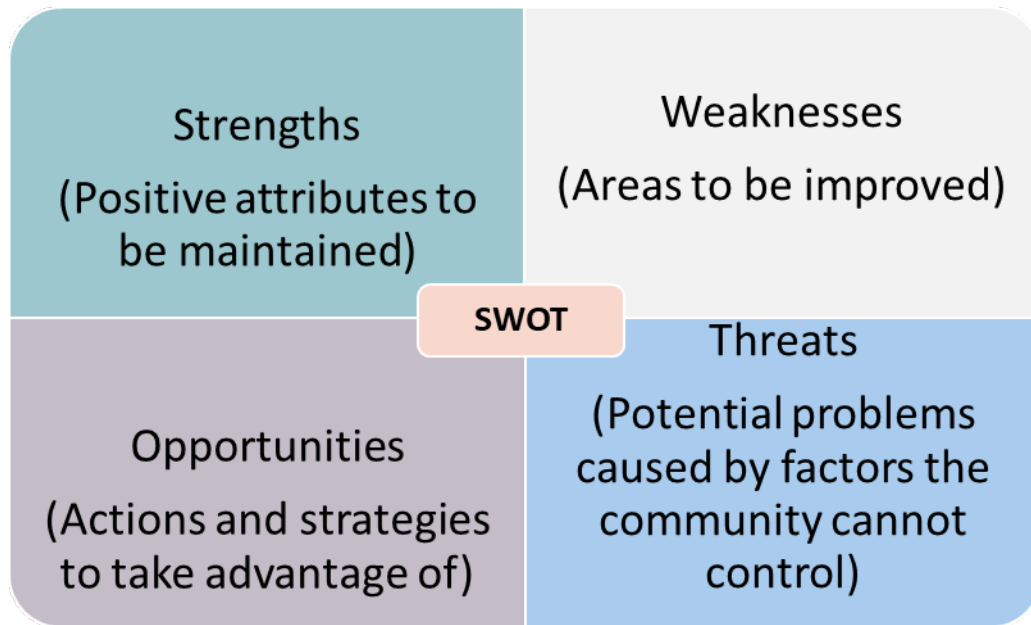 Strengths
(Positive attributes to
be maintained)
Weaknesses
(Areas to be improved)
SWOT
Opportunities
(Actions and strategies
to take advantage of)
Threats
(Potential problems
caused by factors the
community cannot
control)